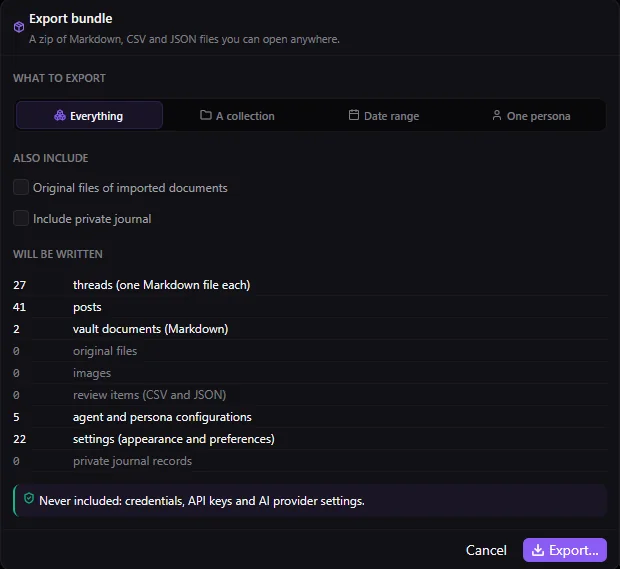 Export bundle
A zip of Markdown, CSV and JSON files you can open anywhere.
WHAT TO EXPORT
Everything
A collection
Date range
One persona
ALSO INCLUDE
Original files of imported documents
Include private journal
WILL BE WRITTEN
27 threads (one Markdown file each)
41 posts
2 vault documents (Markdown)
0 original files
0 images
0 review items (CSV and JSON)
5 agent and persona configurations
22 settings (appearance and preferences)
0 private journal records
Never included: credentials, API keys and AI provider settings.
Cancel
Export...